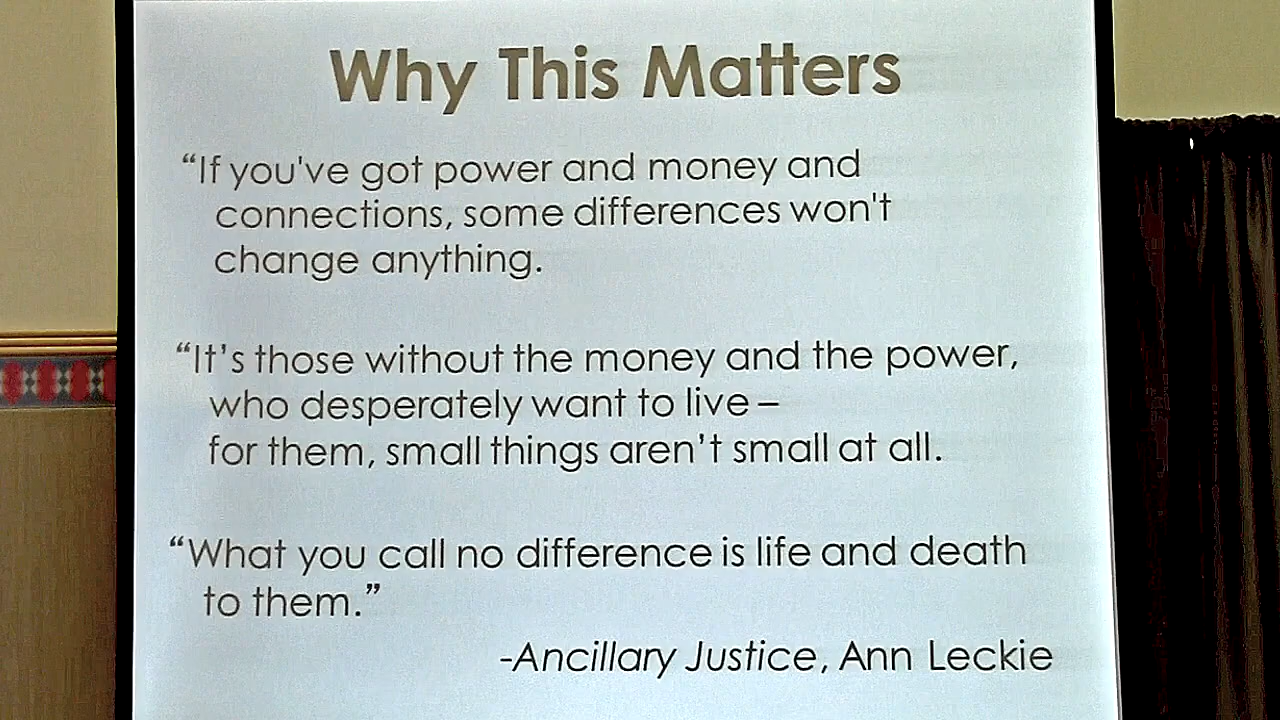 Why This Matters
“If you've got power and money and
connections, some differences won't
change anything.
“It’s those without the money and the power,
who desperately want to live –
for them, small things aren’t small at all.
“What you call no difference is life and death
to them.”
-Ancillary Justice, Ann Leckie